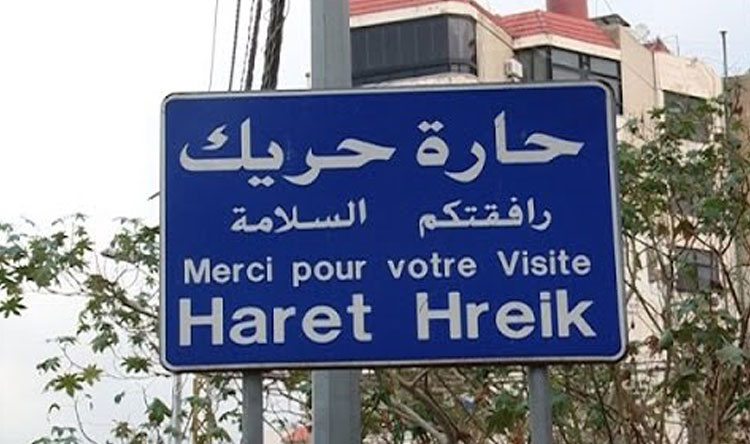 حارة حريك
رافقتكم السلامة
Merci pour votre Visite
Haret Hreik